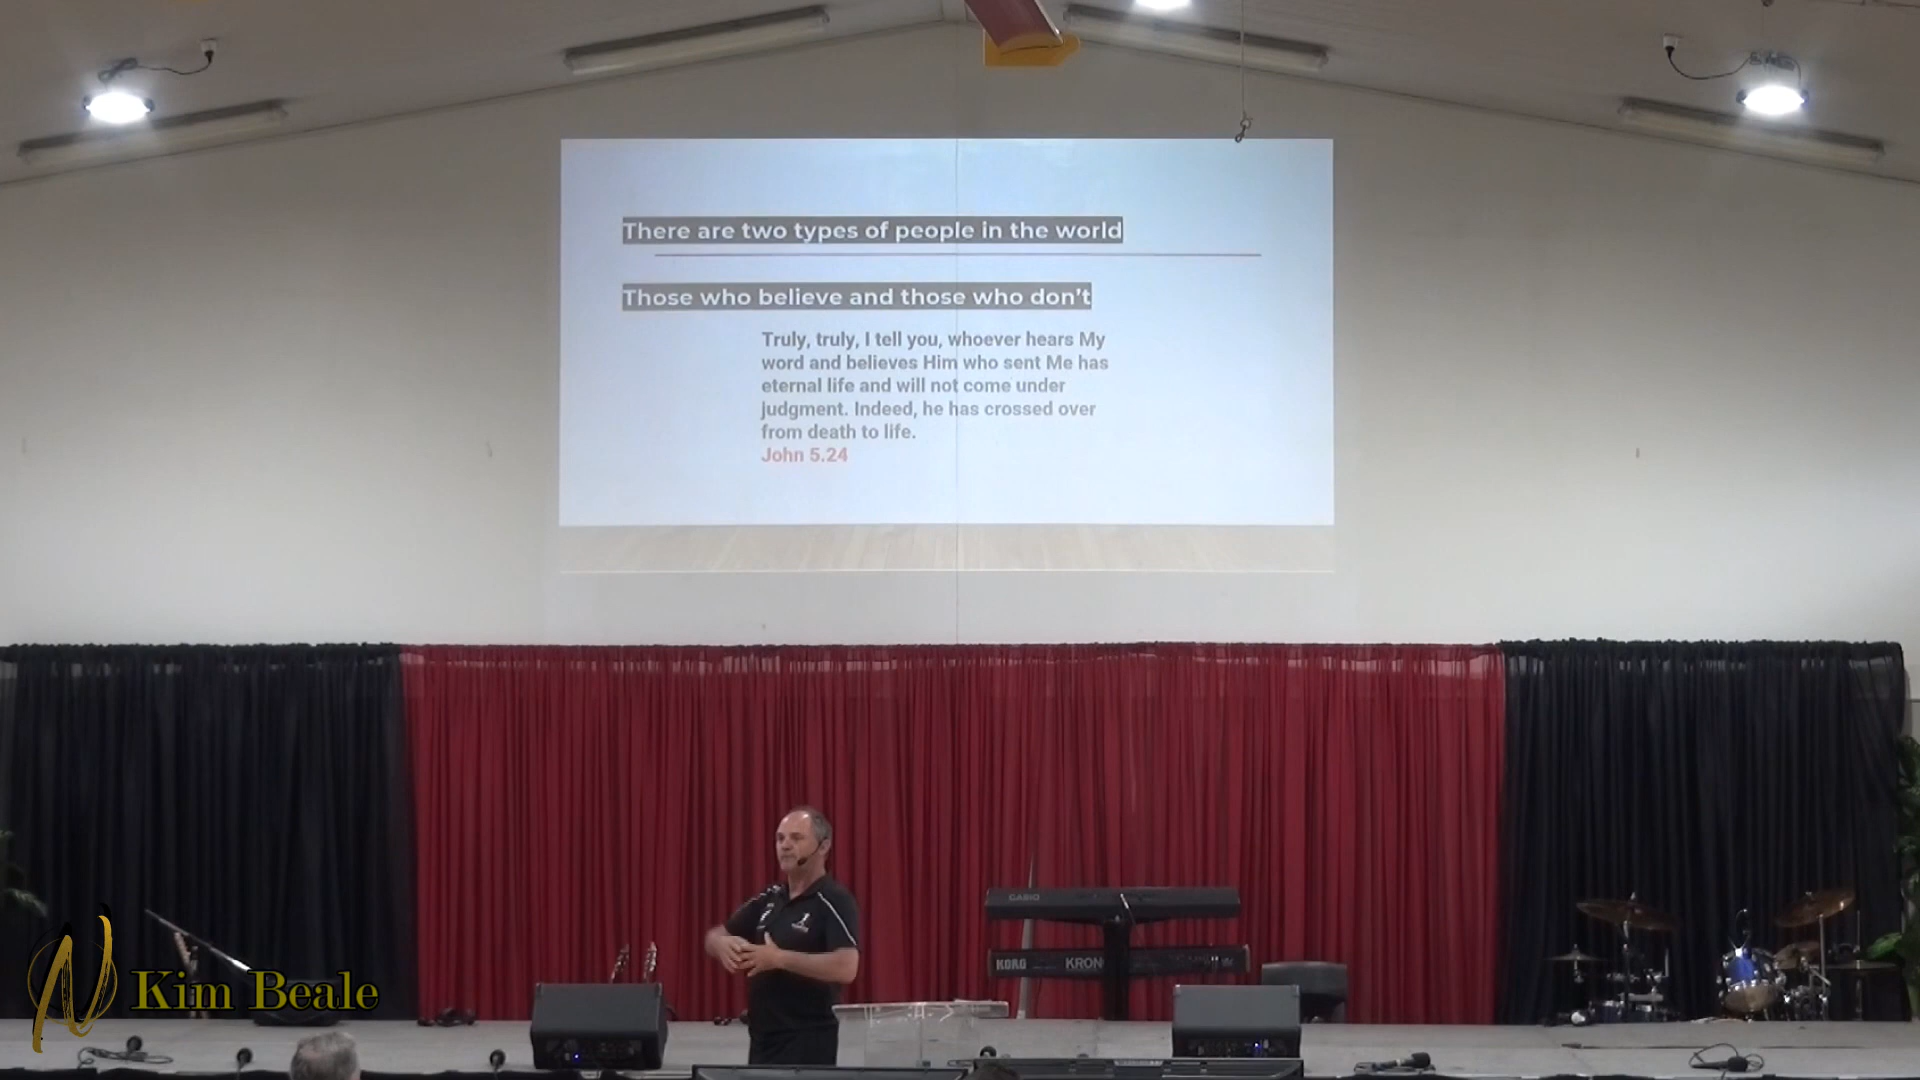 There are two types of people in the world
Those who believe and those who don't
Truly, truly, I tell you, whoever hears My
word and believes Him who sent Me has
eternal life and will not come under
judgment. Indeed, he has crossed over
from death to life.
John 5.24
CASIO
KORG KRON
N Kim Beale